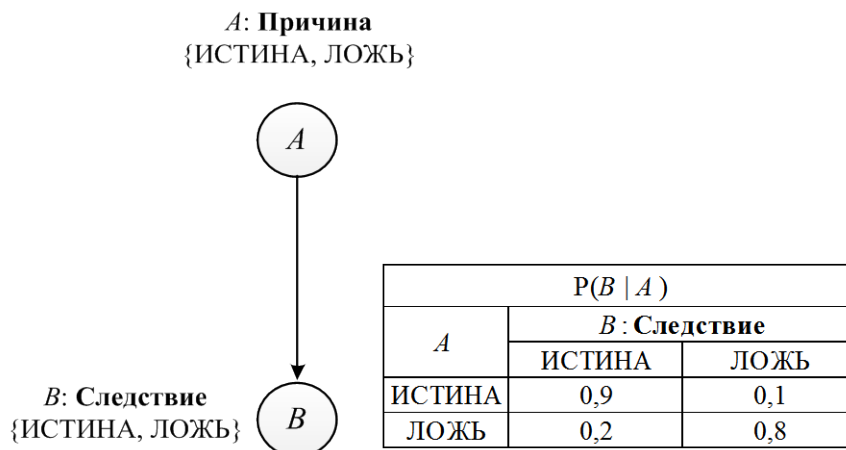 A: Причина
{ИСТИНА, ЛОЖЬ}
A
P(B | A )
A
B : Следствие
ИСТИНА ЛОЖЬ
ИСТИНА 0,9 0,1
ЛОЖЬ 0,2 0,8
B: Следствие
{ИСТИНА, ЛОЖЬ}
B